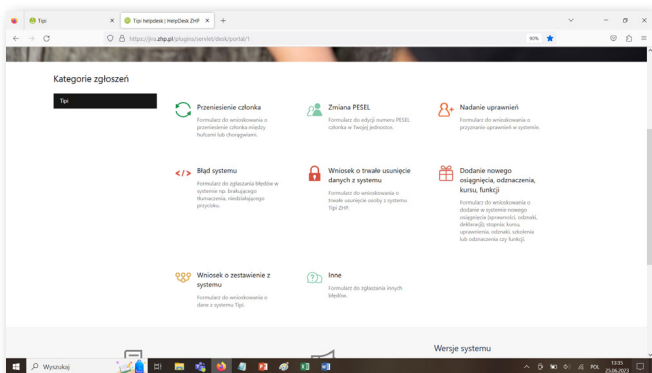 Tipi
Tipi helpdesk | HelpDesk ZHP
https://jira.zhp.pl/plugins/servlet/desk/portal/1
90%
Kategorie zgłoszeń
Tipi
Przeniesienie członka
Formularz do wnioskowania o
przeniesienie członka między
hufcami lub chorągwiami.
Zmiana PESEL
Formularz do edycji numeru PESEL
członka w Twojej jednostce.
Nadanie uprawnień
Formularz do wnioskowania o
przyznanie uprawnień w systemie.
Błąd systemu
Formularz do zgłaszania błędów w
systemie np. brakującego
tłumaczenia, niedziałającego
przycisku.
Wniosek o trwałe usunięcie
danych z systemu
Formularz do wnioskowania o
trwałe usunięcie osoby z systemu
Tipi ZHP.
Dodanie nowego
osiągnięcia, odznaczenia,
kursu, funkcji
Formularz do wnioskowania o
dodanie w systemie nowego
osiągnięcia (sprawności, odznaki,
deklaracji), stopnia; kursu,
uprawnienia, odznaki, szkolenia
lub odznaczenia czy funkcji.
Wniosek o zestawienie z
systemu
Formularz do wnioskowania o
dane z systemu Tipi.
Inne
Formularz do zgłaszania innych
błędów.
Wersje systemu
Wyszukaj
POL
13:35
25.06.2023